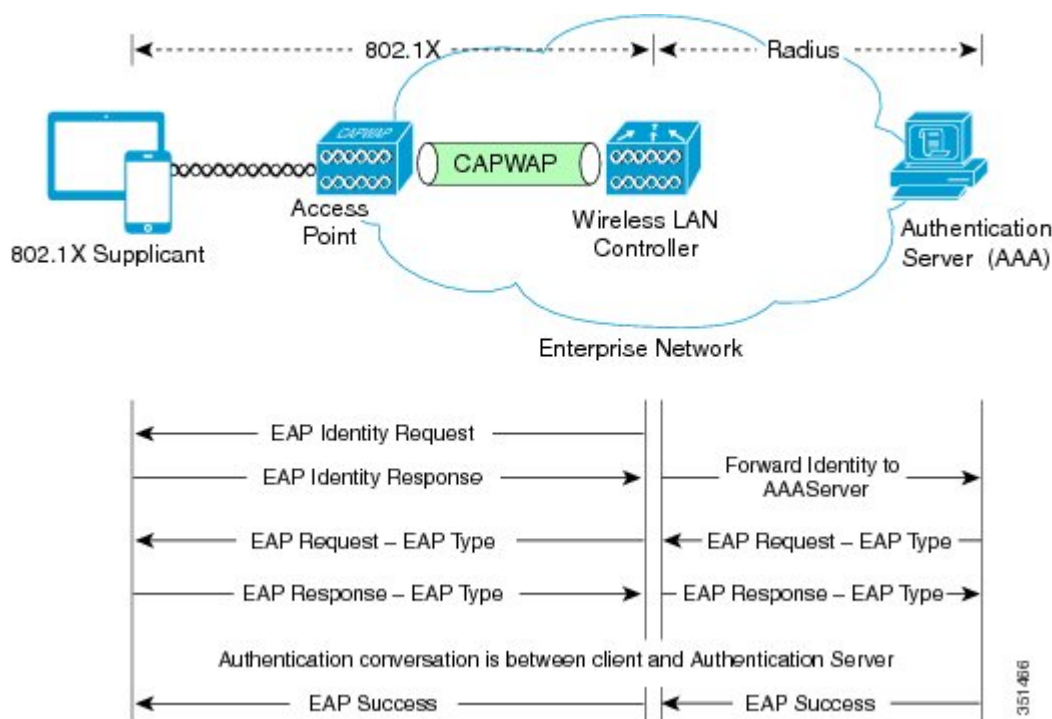 802.1X
Radius
CAPWAP
CAPWAP
Access
Point
Wireless LAN
Controller
802.1X Supplicant
Authentication
Server (AAA)
Enterprise Network
EAP Identity Request
EAP Identity Response
Forward Identity to
AAAServer
EAP Request – EAP Type
EAP Request – EAP Type
EAP Response – EAP Type
EAP Response – EAP Type
Authentication conversation is between client and Authentication Server
EAP Success
EAP Success
351466